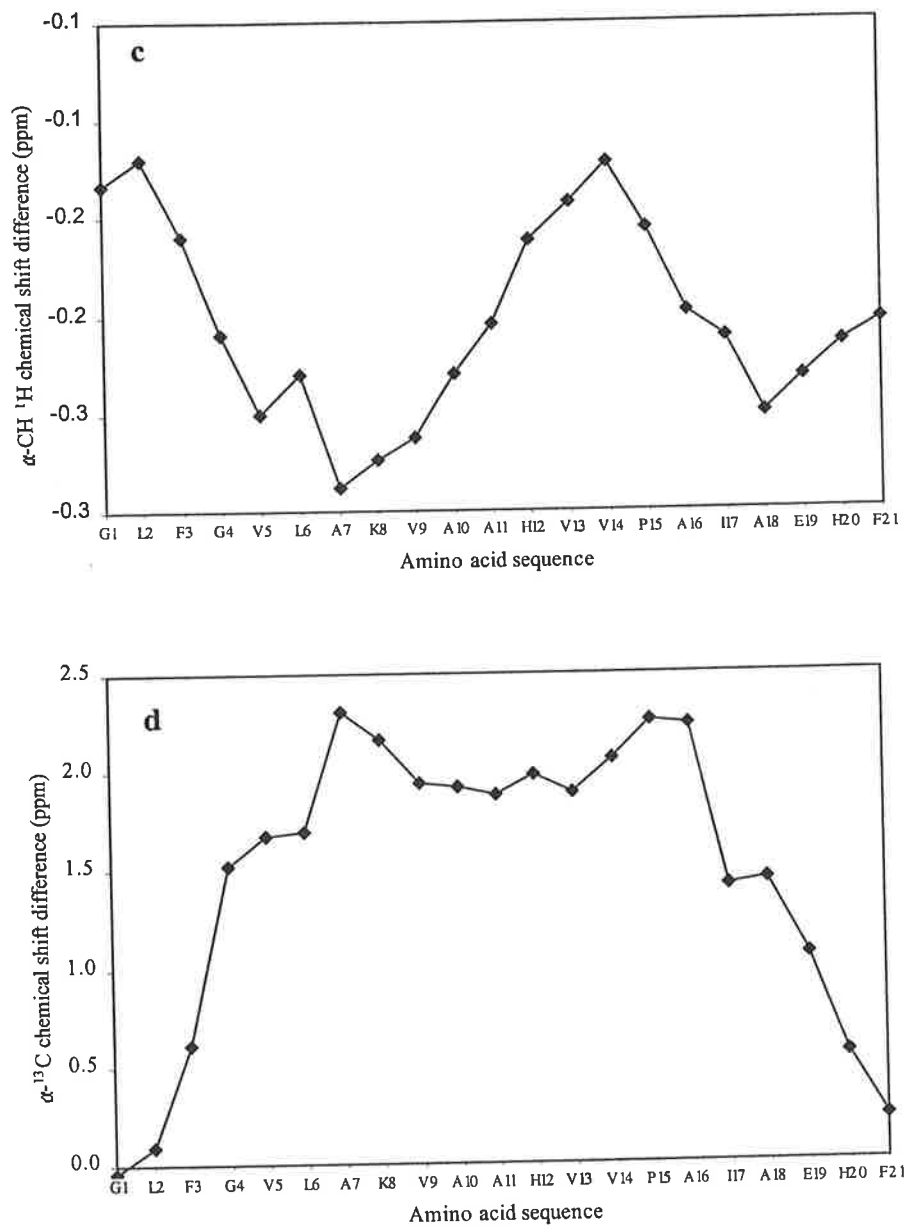 c
-0.1
-0.1
-0.2
-0.2
-0.3
-0.3
α-CH ¹H chemical shift difference (ppm)
G1 L2 F3 G4 V5 L6 A7 K8 V9 A10 A11 H12 V13 V14 P15 A16 I17 A18 E19 H20 F21
Amino acid sequence
d
2.5
2.0
1.5
1.0
0.5
0.0
α-¹³C chemical shift difference (ppm)
G1 L2 F3 G4 V5 L6 A7 K8 V9 A10 A11 H12 V13 V14 P15 A16 I17 A18 E19 H20 F21
Amino acid sequence